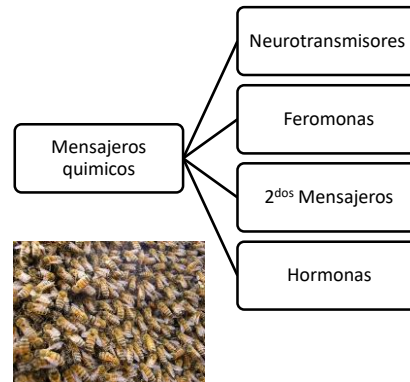 Neurotransmisores
Feromonas
Mensajeros
quimicos
2dos Mensajeros
Hormonas